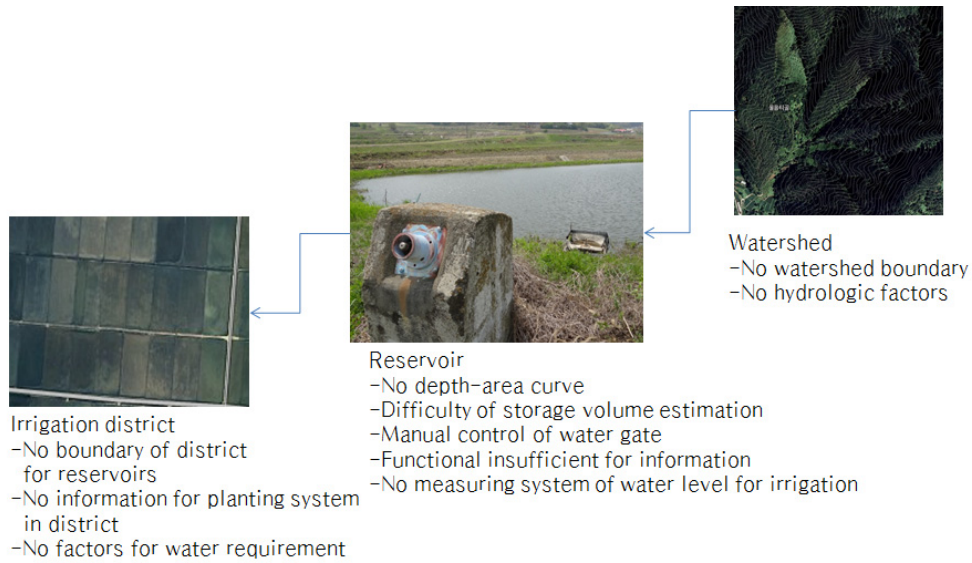 Watershed
-No watershed boundary
-No hydrologic factors
Reservoir
-No depth-area curve
-Difficulty of storage volume estimation
-Manual control of water gate
-Functional insufficient for information
-No measuring system of water level for irrigation
Irrigation district
-No boundary of district
for reservoirs
-No information for planting system
in district
-No factors for water requirement